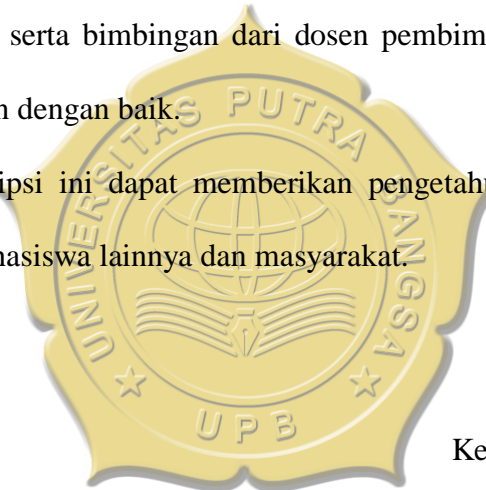 serta bimbingan dari dosen pembim
dengan baik.
ipsi ini dapat memberikan pengetah
asiswa lainnya dan masyarakat.
UNIVERSITAS PUTRA BANGSA
UPB
Ke